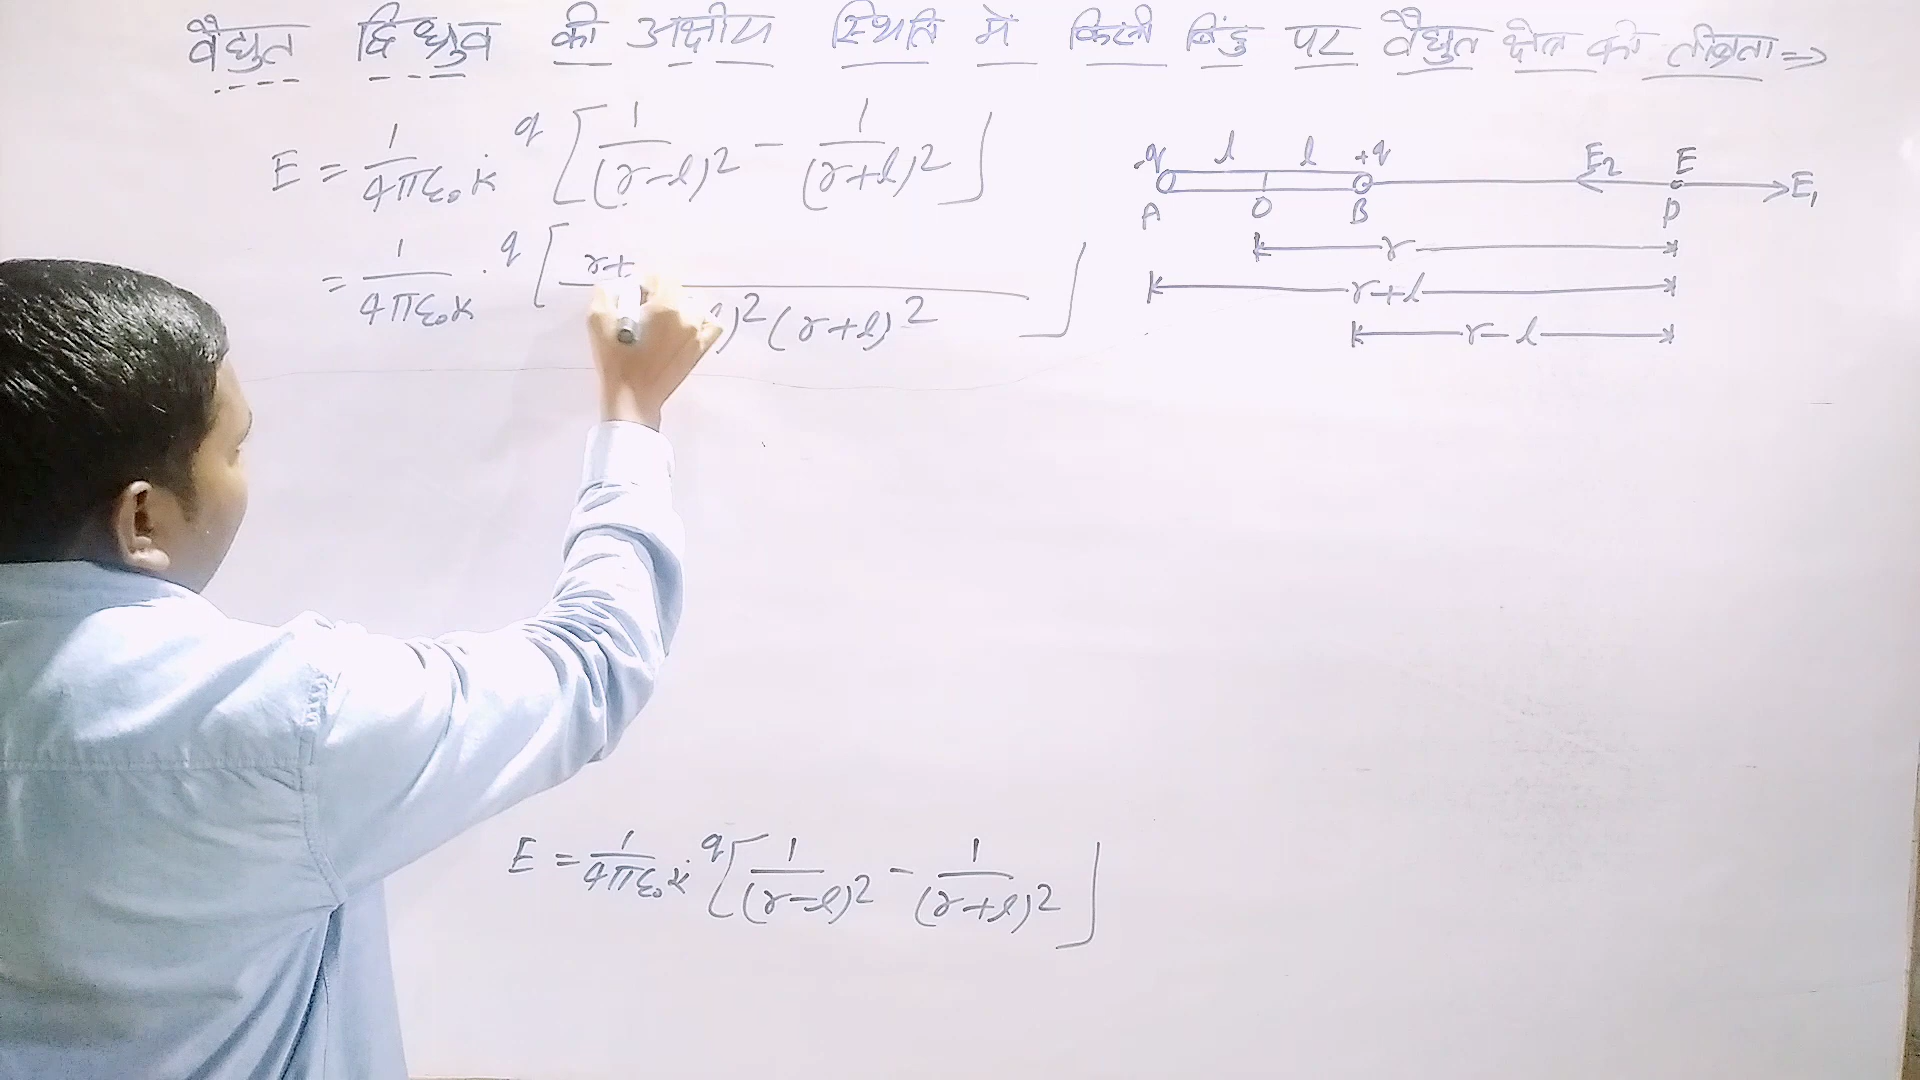 वैद्युत द्विध्रुव की अक्षीय स्थिति में किसी बिंदु पर वैद्युत क्षेत्र की तीव्रता ⇒
E = 1/4πε₀k · q [1/(r-l)² - 1/(r+l)²]
= 1/4πε₀k · q [r+ / )² (r+l)²]
-q l l +q E₂ E E₁
A O B P
r
r+l
r-l
E = 1/4πε₀k · q [1/(r-l)² - 1/(r+l)²]